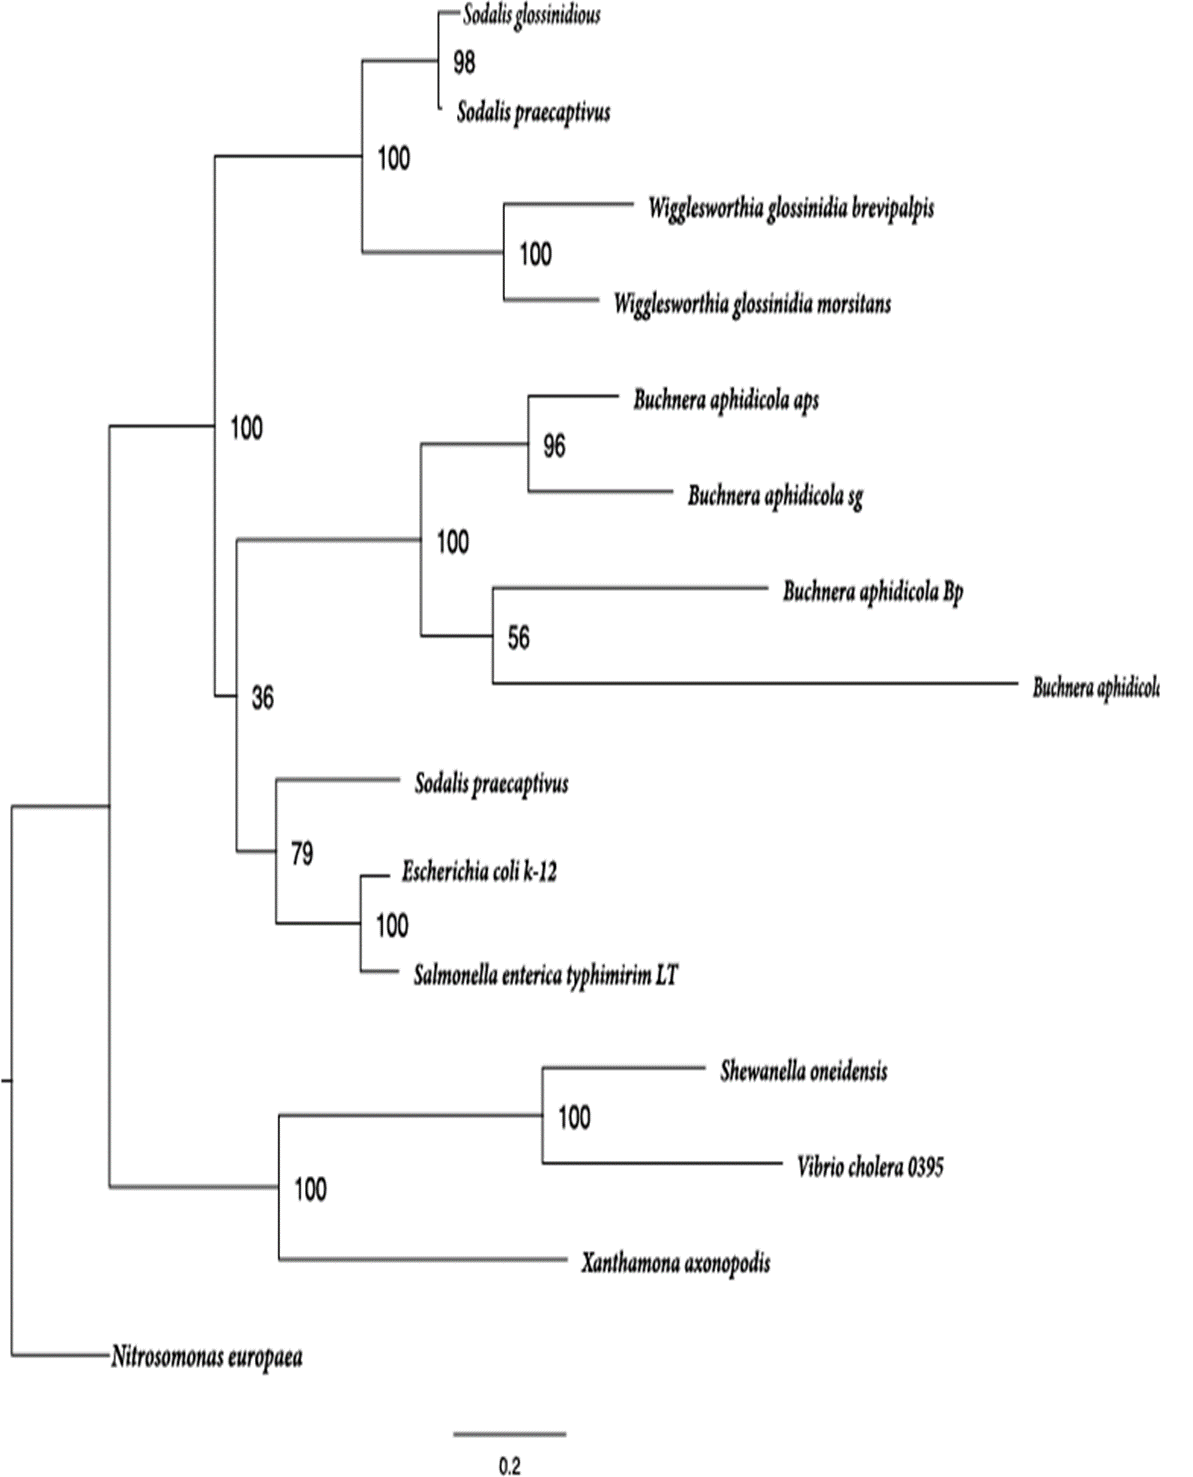 Sodalis glossinidious
98
Sodalis praecaptivus
100
Wigglesworthia glossinidia brevipalpis
100
Wigglesworthia glossinidia morsitans
Buchnera aphidicola aps
100
96
Buchnera aphidicola sg
100
Buchnera aphidicola Bp
56
Buchnera
36
Sodalis praecaptivus
79
Escherichia coli k-12
100
Salmonella enterica typhimirim LT
Shewanella oneidensis
100
Vibrio cholera 0395
100
Xanthamona axonopodis
Nitrosomonas europaea
0.2